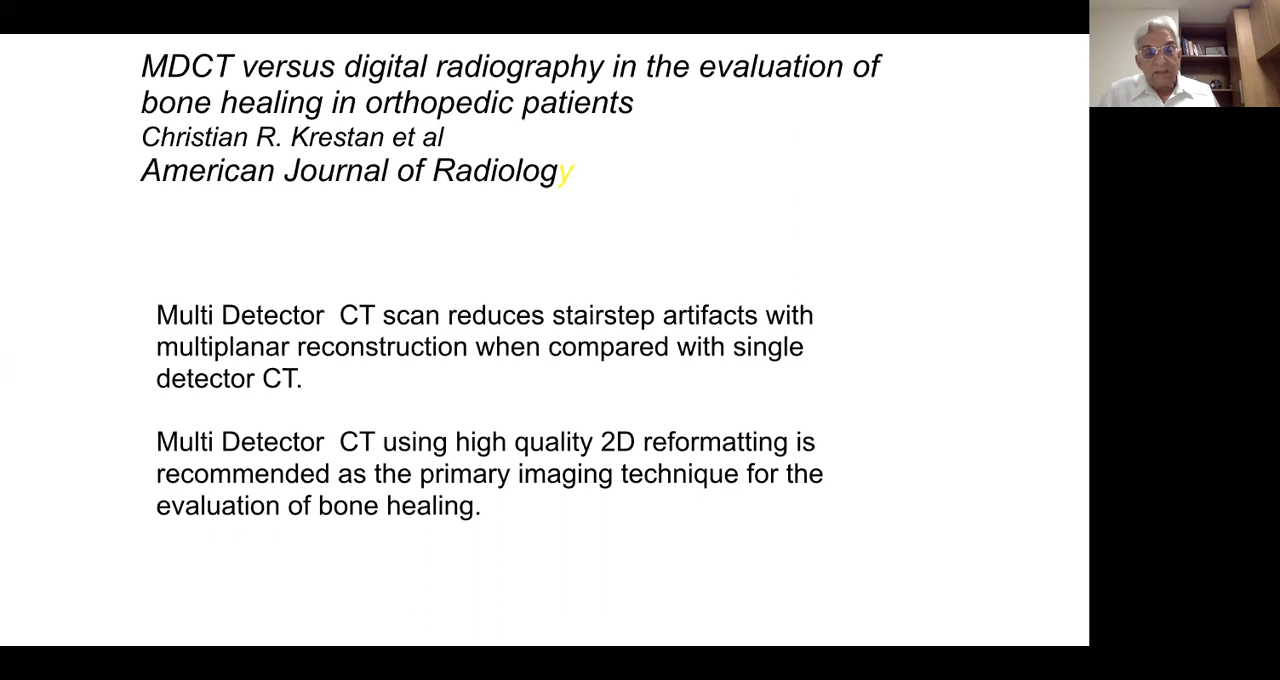 MDCT versus digital radiography in the evaluation of
bone healing in orthopedic patients
Christian R. Krestan et al
American Journal of Radiology
Multi Detector  CT scan reduces stairstep artifacts with
multiplanar reconstruction when compared with single
detector CT.
Multi Detector  CT using high quality 2D reformatting is
recommended as the primary imaging technique for the
evaluation of bone healing.